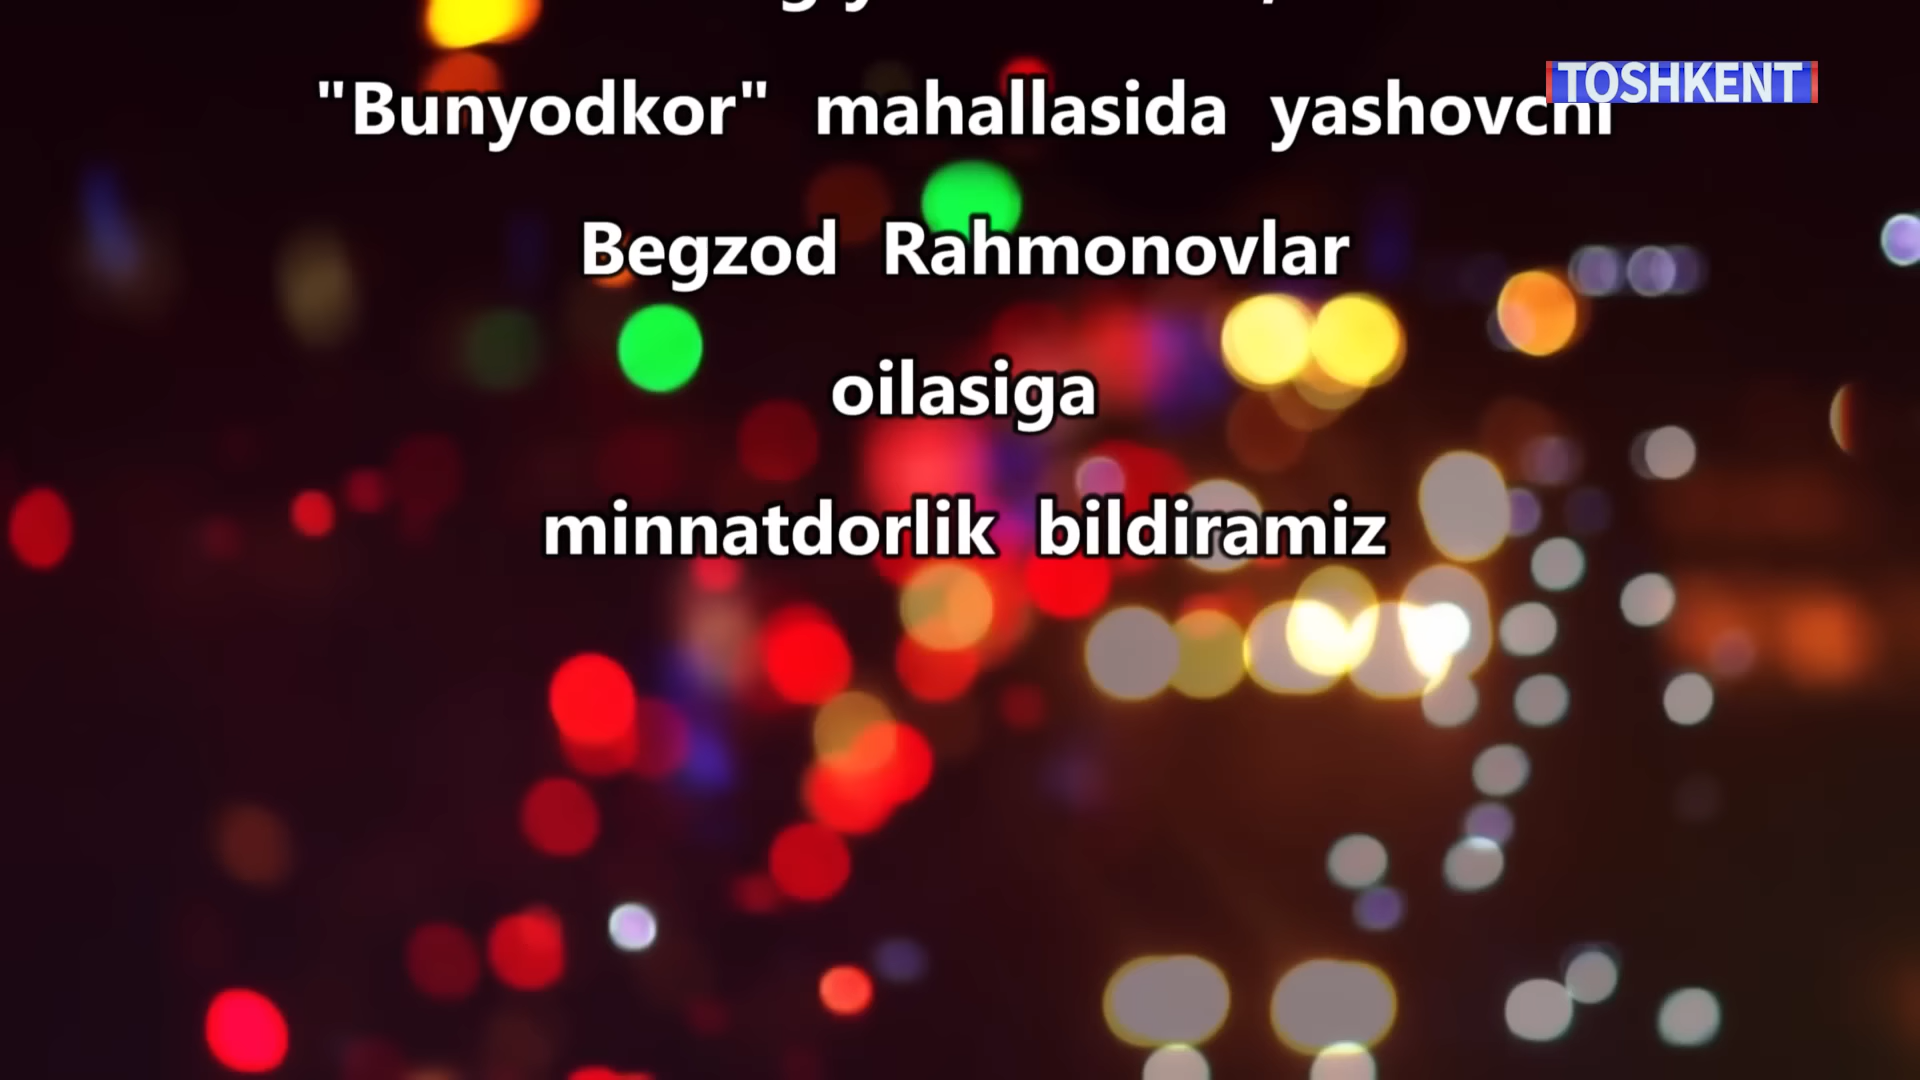 TOSHKENT
"Bunyodkor" mahallasida yashovchi
Begzod Rahmonovlar
oilasiga
minnatdorlik bildiramiz